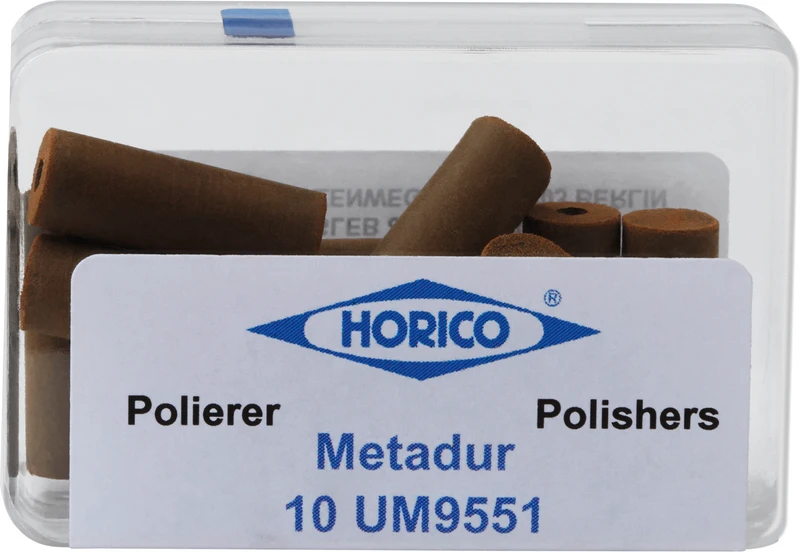 HORICO ®
Polierer Polishers
Metadur
10 UM9551